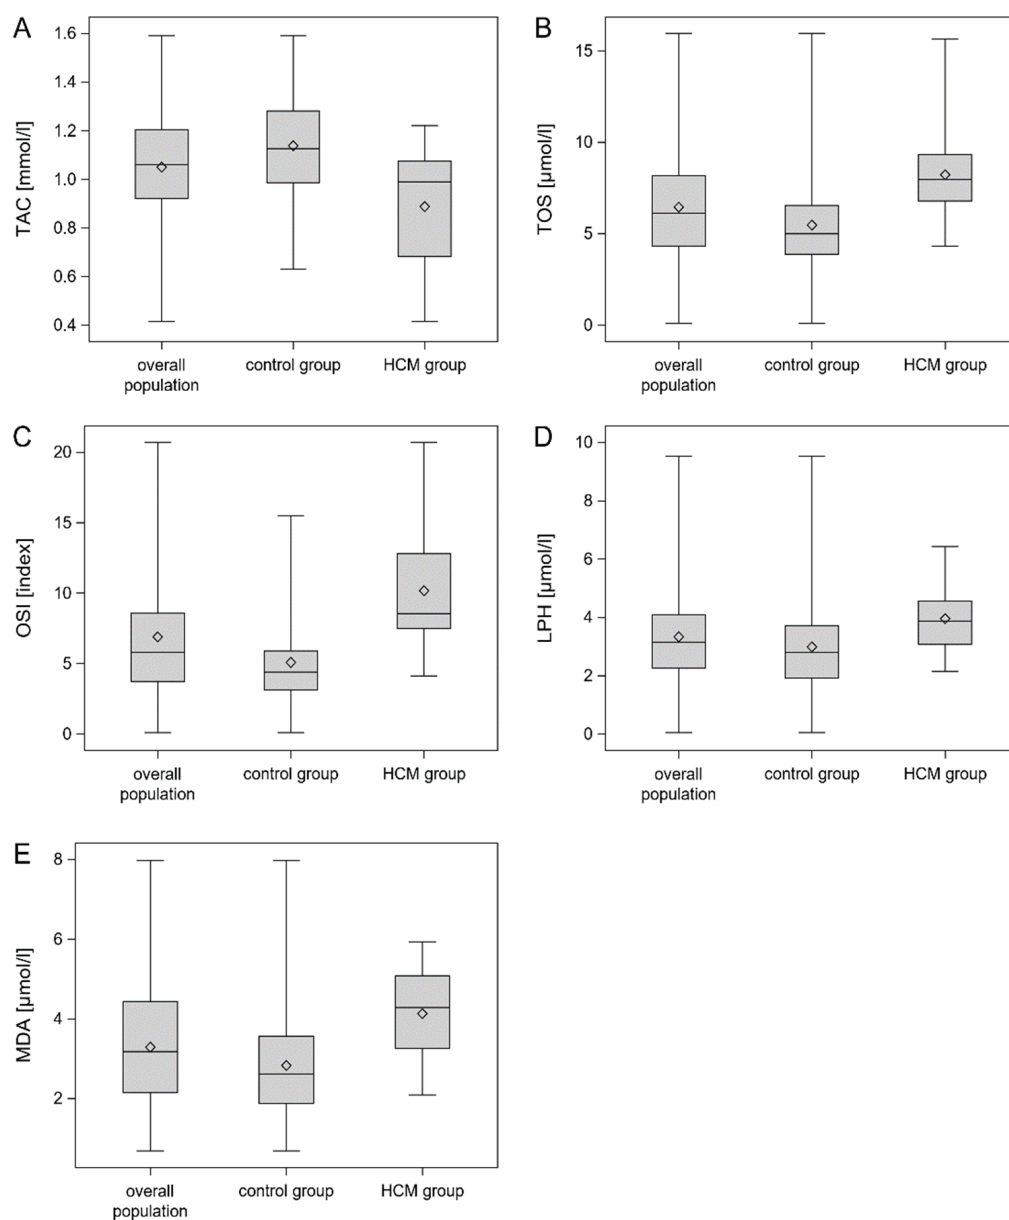 A
TAC [mmol/l]
1.6
1.4
1.2
1.0
0.8
0.6
0.4
overall
population
control group
HCM group
B
TOS [µmol/l]
15
10
5
0
overall
population
control group
HCM group
C
OSI [index]
20
15
10
5
0
overall
population
control group
HCM group
D
LPH [µmol/l]
10
8
6
4
2
0
overall
population
control group
HCM group
E
MDA [µmol/l]
8
6
4
2
overall
population
control group
HCM group